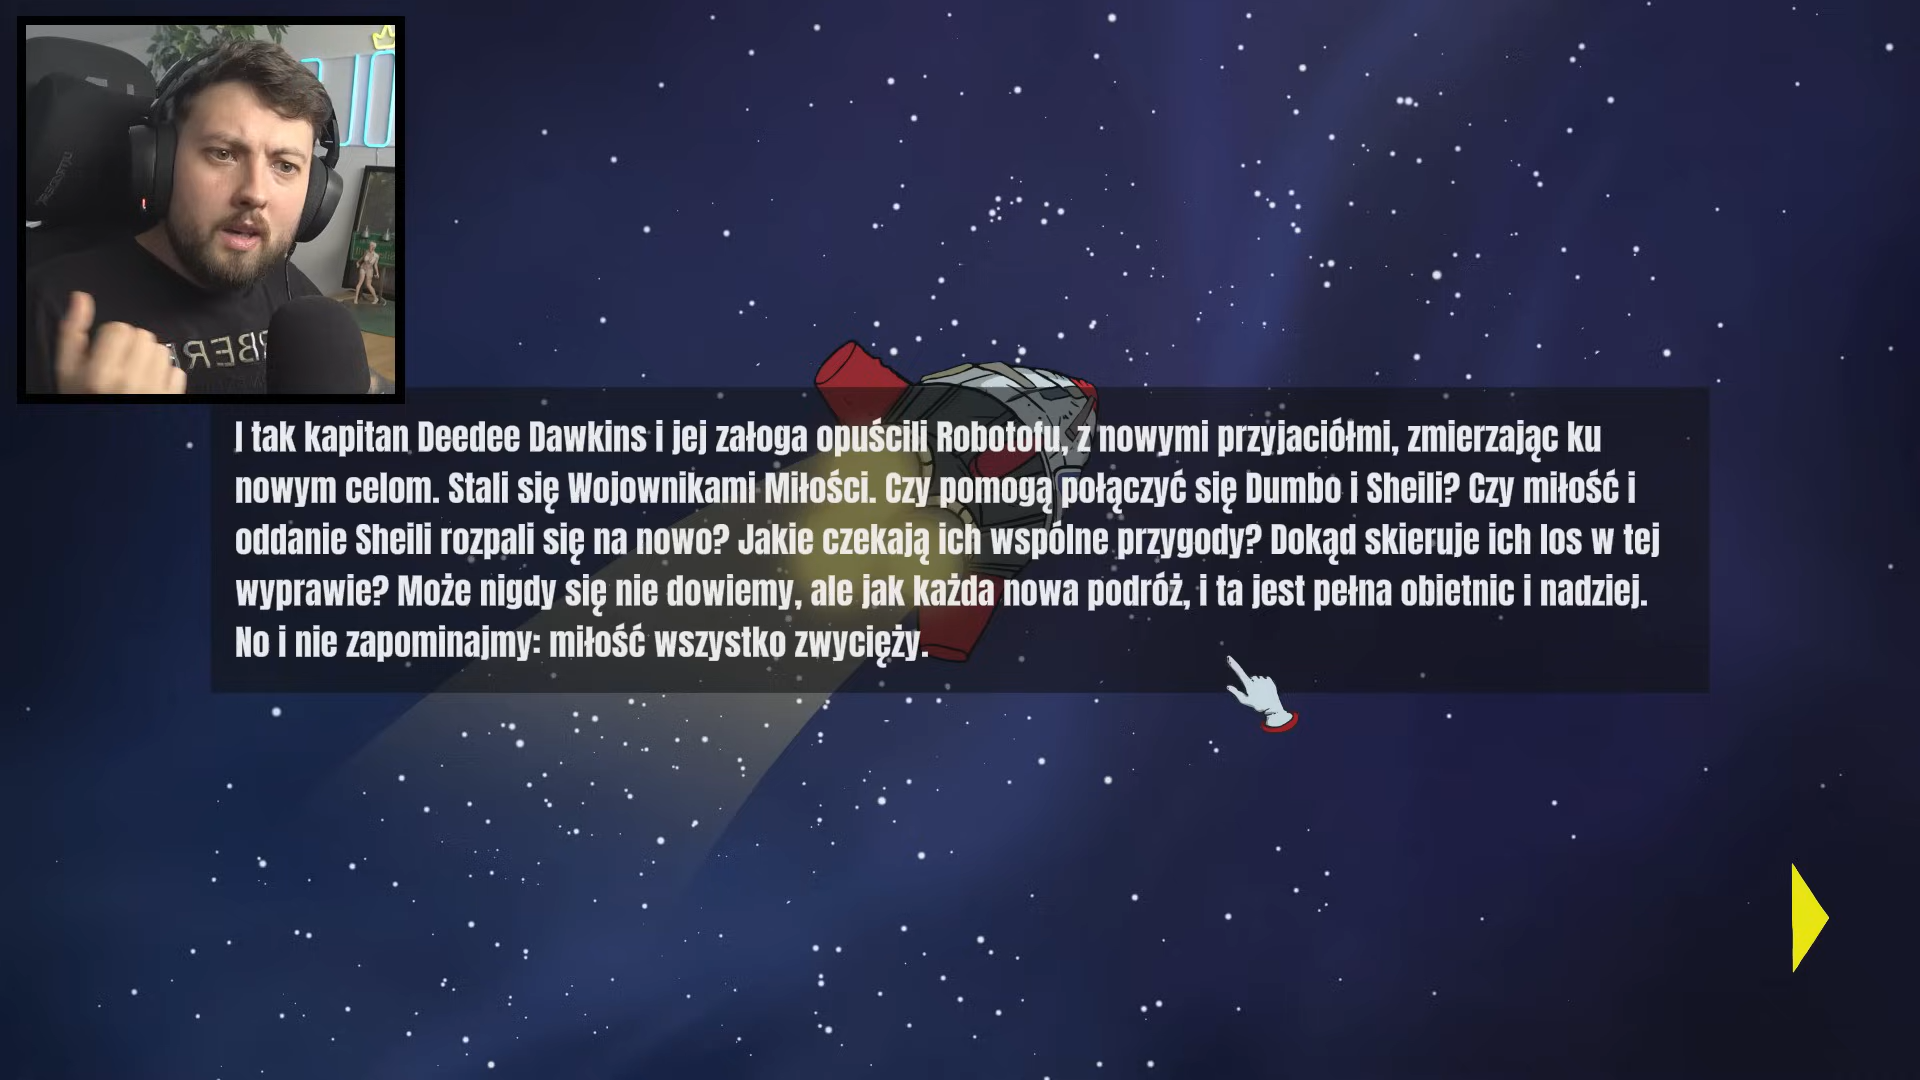 I tak kapitan Deedee Dawkins i jej załoga opuścili Robotofu, z nowymi przyjaciółmi, zmierzając ku
nowym celom. Stali się Wojownikami Miłości. Czy pomogą połączyć się Dumbo i Sheili? Czy miłość i
oddanie Sheili rozpali się na nowo? Jakie czekają ich wspólne przygody? Dokąd skieruje ich los w tej
wyprawie? Może nigdy się nie dowiemy, ale jak każda nowa podróż, i ta jest pełna obietnic i nadziej.
No i nie zapominajmy: miłość wszystko zwycięży.